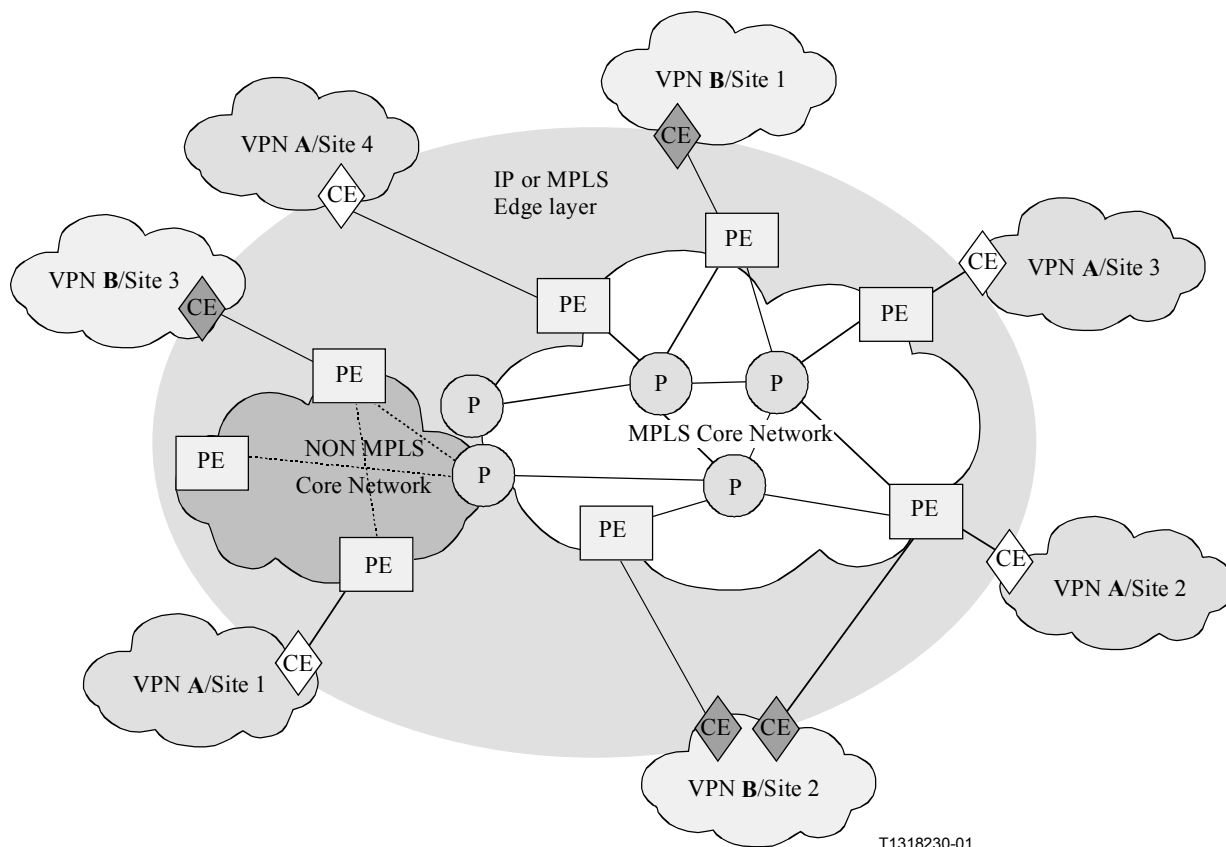 VPN B/Site 1
CE
VPN A/Site 4
CE
IP or MPLS
Edge layer
PE
VPN B/Site 3
CE
CE
VPN A/Site 3
PE
PE
PE
P
P
P
MPLS Core Network
NON MPLS
Core Network
PE
P
P
PE
PE
PE
CE
VPN A/Site 2
CE
VPN A/Site 1
CE
CE
VPN B/Site 2
T1318230-01